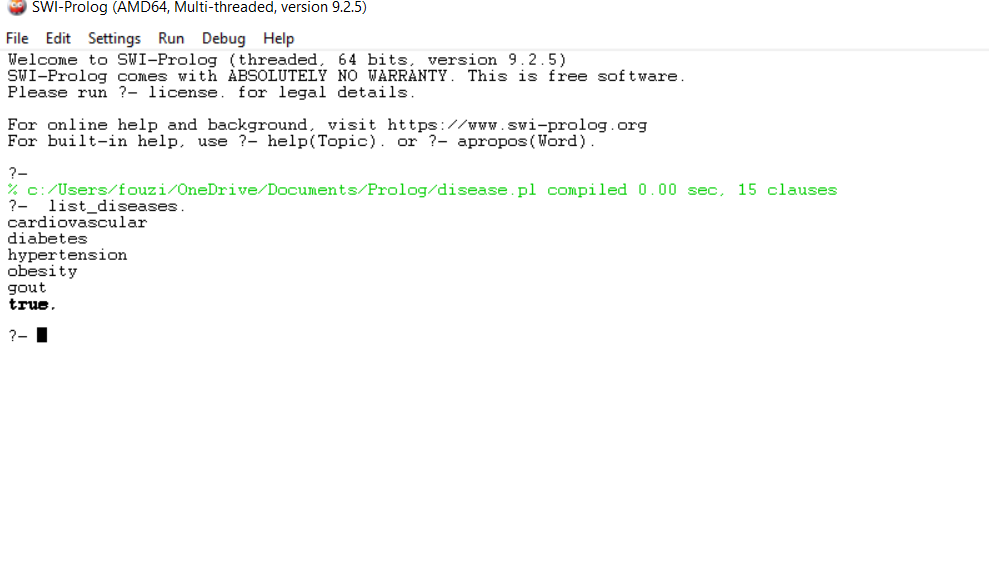 SWI-Prolog (AMD64, Multi-threaded, version 9.2.5)
File Edit Settings Run Debug Help
Welcome to SWI-Prolog (threaded, 64 bits, version 9.2.5)
SWI-Prolog comes with ABSOLUTELY NO WARRANTY. This is free software.
Please run ?- license. for legal details.
For online help and background, visit https://www.swi-prolog.org
For built-in help, use ?- help(Topic). or ?- apropos(Word).
?-
% c:/Users/fouzi/OneDrive/Documents/Prolog/disease.pl compiled 0.00 sec, 15 clauses
?- list_diseases.
cardiovascular
diabetes
hypertension
obesity
gout
true.
?-